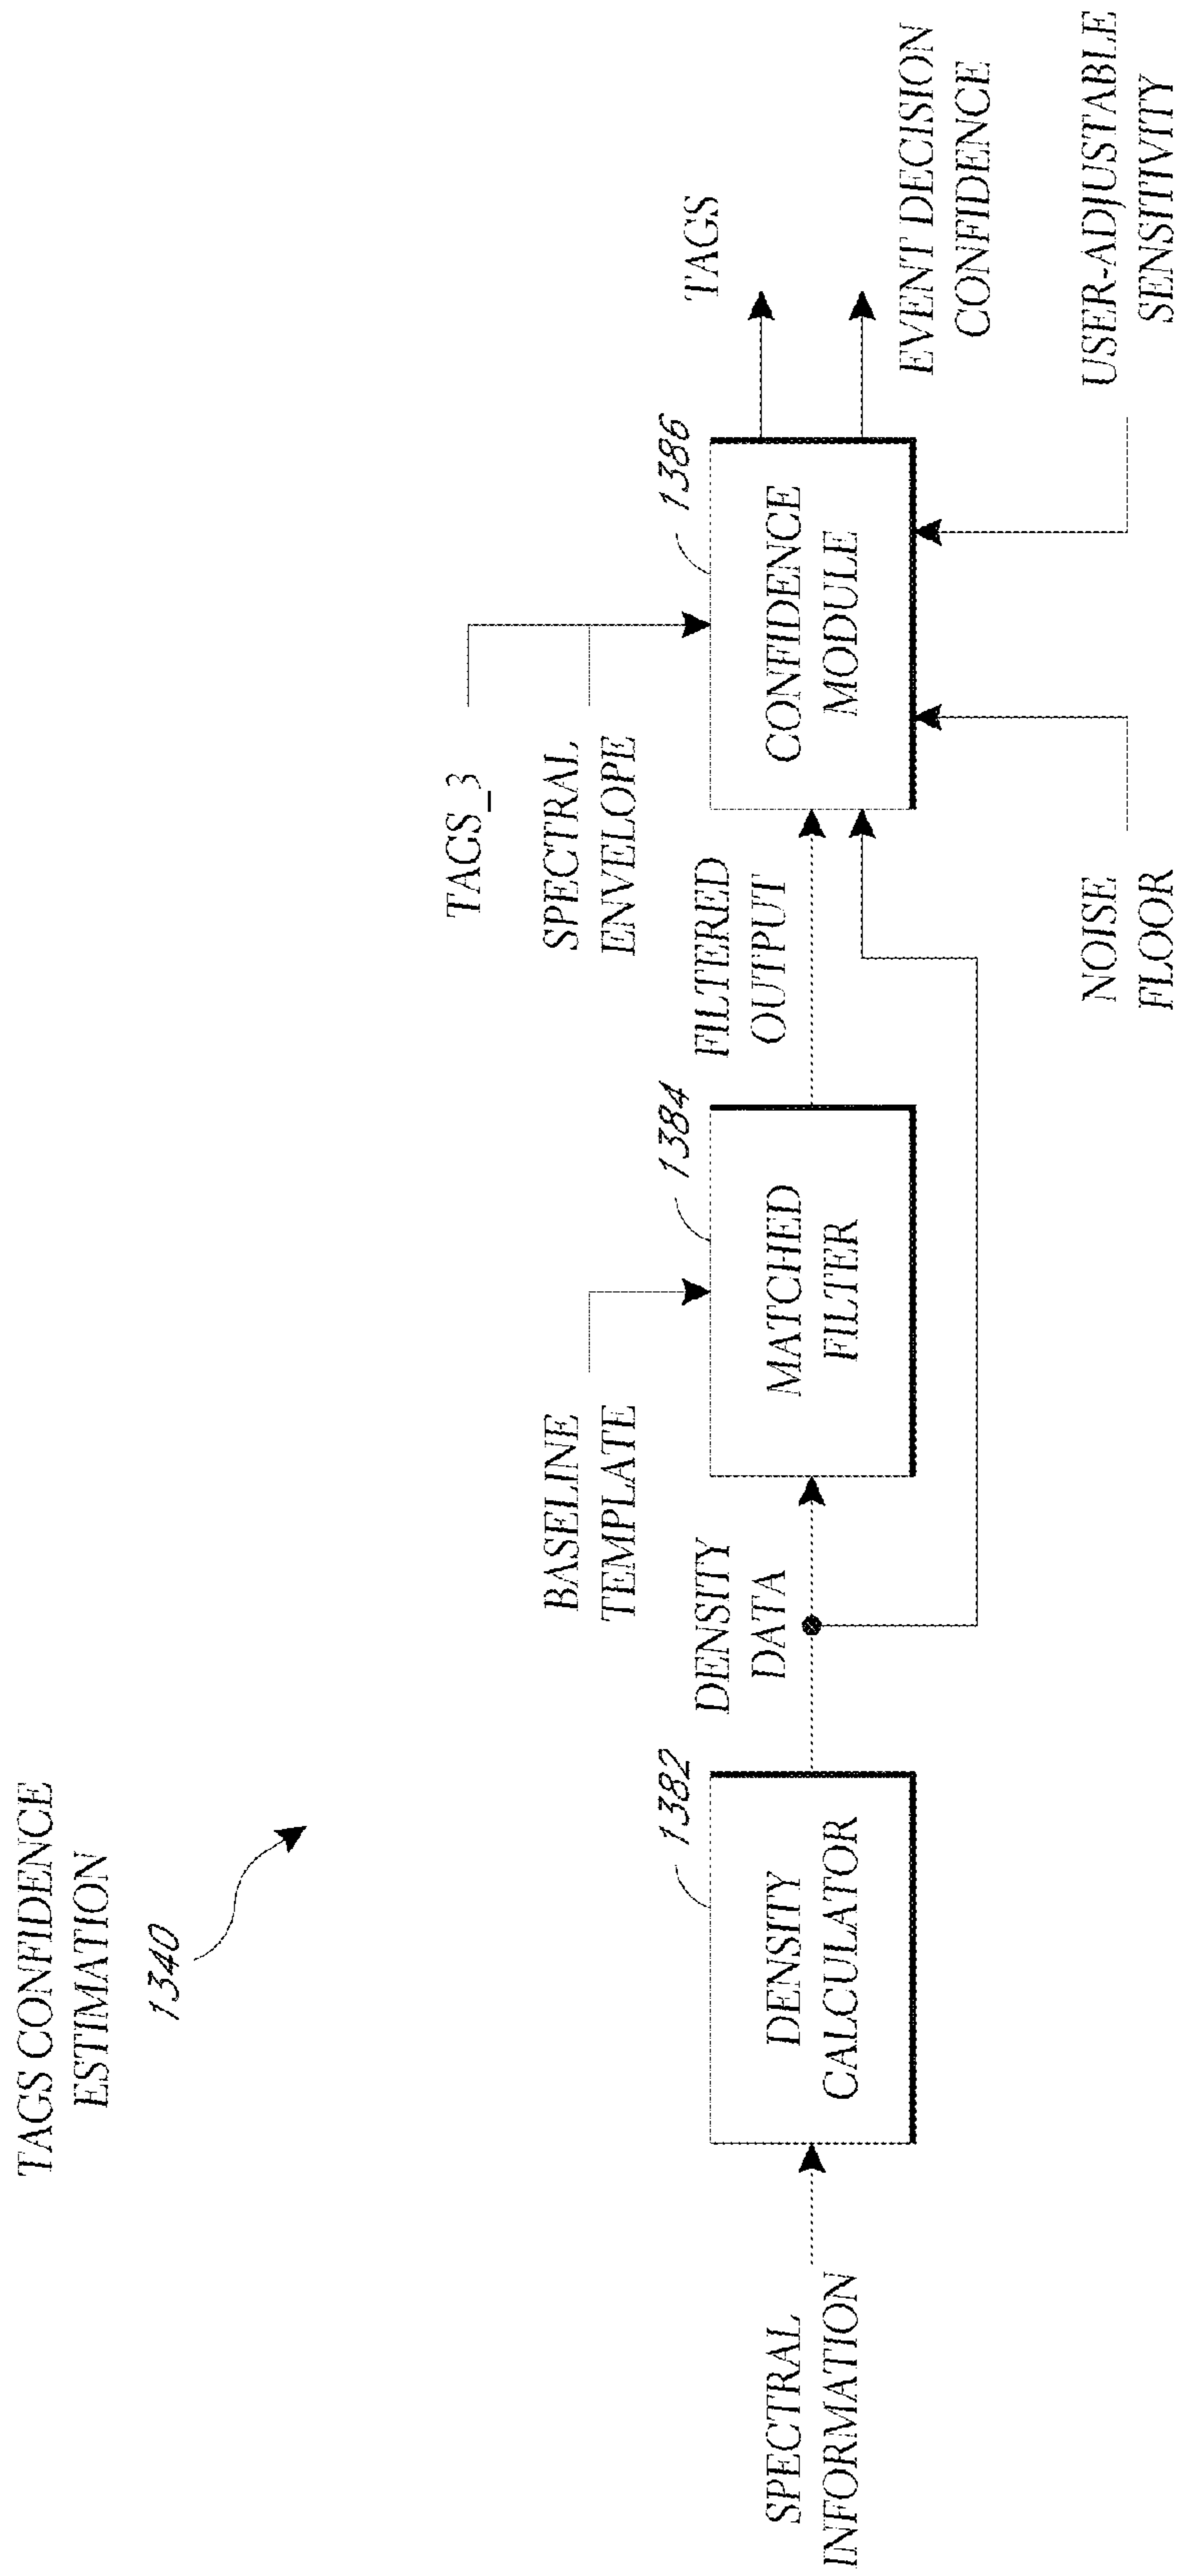 TAGS CONFIDENCE
ESTIMATION
1340
SPECTRAL
INFORMATION
1382
DENSITY
CALCULATOR
DENSITY
DATA
BASELINE
TEMPLATE
1384
MATCHED
FILTER
FILTERED
OUTPUT
TAGS_3
SPECTRAL
ENVELOPE
1386
CONFIDENCE
MODULE
NOISE
FLOOR
TAGS
EVENT DECISION
CONFIDENCE
USER-ADJUSTABLE
SENSITIVITY